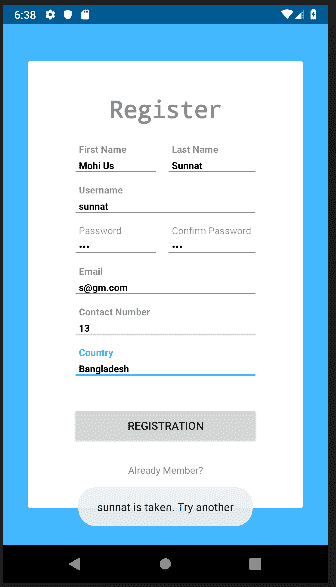 6:38
Register
First Name Last Name
Mohi Us Sunnat
Username
sunnat
Password Confirm Password
••• •••
Email
s@gm.com
Contact Number
13
Country
Bangladesh
REGISTRATION
Already Member?
sunnat is taken. Try another